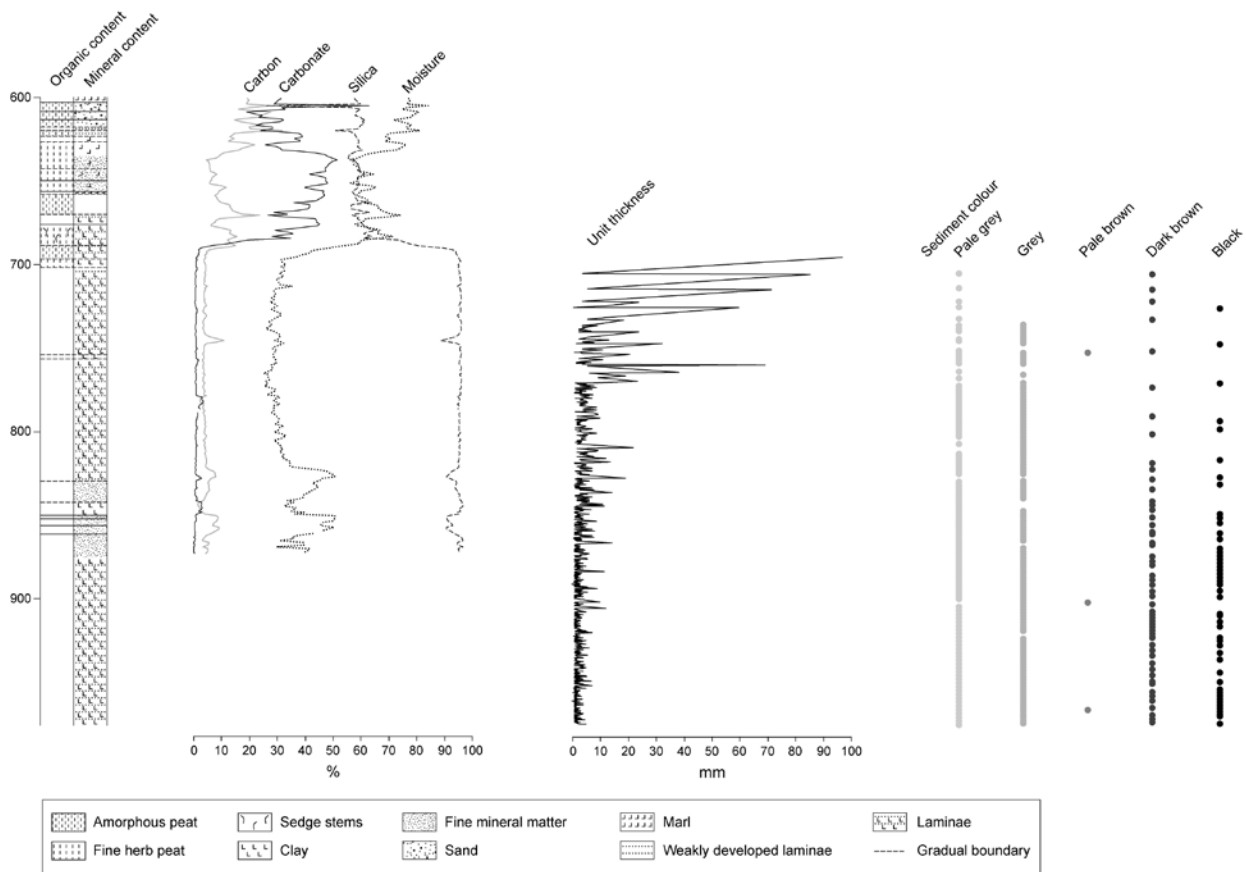 Organic content
Mineral content
Carbon
Carbonate
Silica
Moisture
Unit thickness
Sediment colour
Pale grey
Grey
Pale brown
Dark brown
Black
600
700
800
900
0 10 20 30 40 50 60 70 80 90 100
%
0 10 20 30 40 50 60 70 80 90 100
mm
Amorphous peat
Sedge stems
Fine mineral matter
Marl
Laminae
Fine herb peat
Clay
Sand
Weakly developed laminae
Gradual boundary